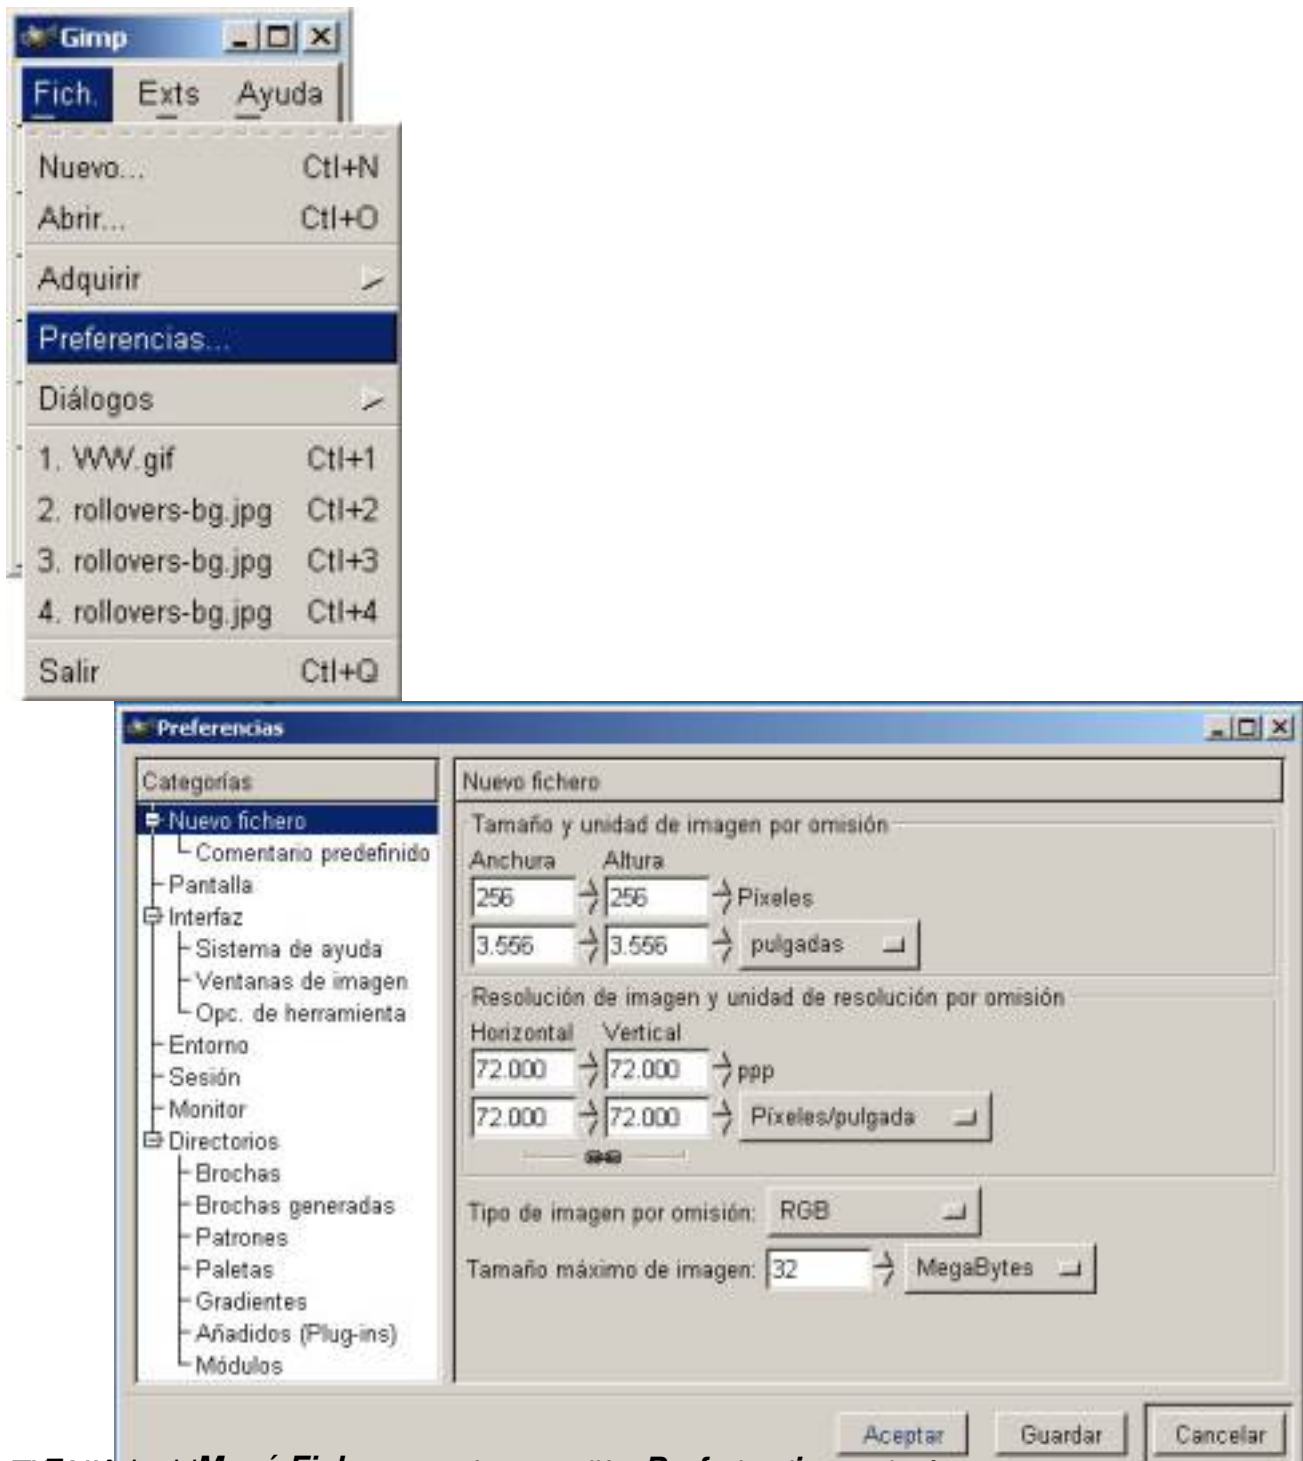 Gimp
Fich. Exts Ayuda
Nuevo... Ctl+N
Abrir... Ctl+O
Adquirir
Preferencias...
Diálogos
1. WW.gif Ctl+1
2. rollovers-bg.jpg Ctl+2
3. rollovers-bg.jpg Ctl+3
4. rollovers-bg.jpg Ctl+4
Salir Ctl+Q
Preferencias
Categorías
Nuevo fichero
Comentario predefinido
Pantalla
Interfaz
Sistema de ayuda
Ventanas de imagen
Opc. de herramienta
Entorno
Sesión
Monitor
Directorios
Brochas
Brochas generadas
Patrones
Paletas
Gradientes
Añadidos (Plug-ins)
Módulos
Nuevo fichero
Tamaño y unidad de imagen por omisión
Anchura Altura
256 256 Píxeles
3.556 3.556 pulgadas
Resolución de imagen y unidad de resolución por omisión
Horizontal Vertical
72.000 72.000 ppp
72.000 72.000 Píxeles/pulgada
Tipo de imagen por omisión: RGB
Tamaño máximo de imagen: 32 MegaBytes
Aceptar Guardar Cancelar
Menú